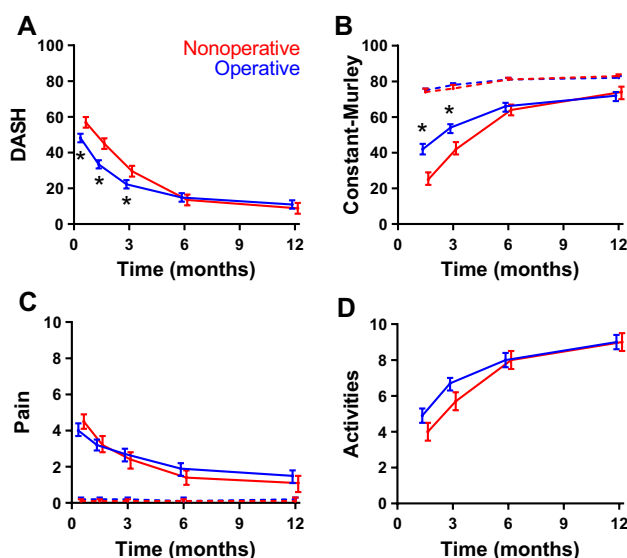 A
Nonoperative
Operative
DASH
100
80
60
40
20
0
*
*
*
0 3 6 9 12
Time (months)
B
Constant-Murley
100
80
60
40
20
0
*
*
0 3 6 9 12
Time (months)
C
Pain
10
8
6
4
2
0
0 3 6 9 12
Time (months)
D
Activities
10
8
6
4
2
0
0 3 6 9 12
Time (months)